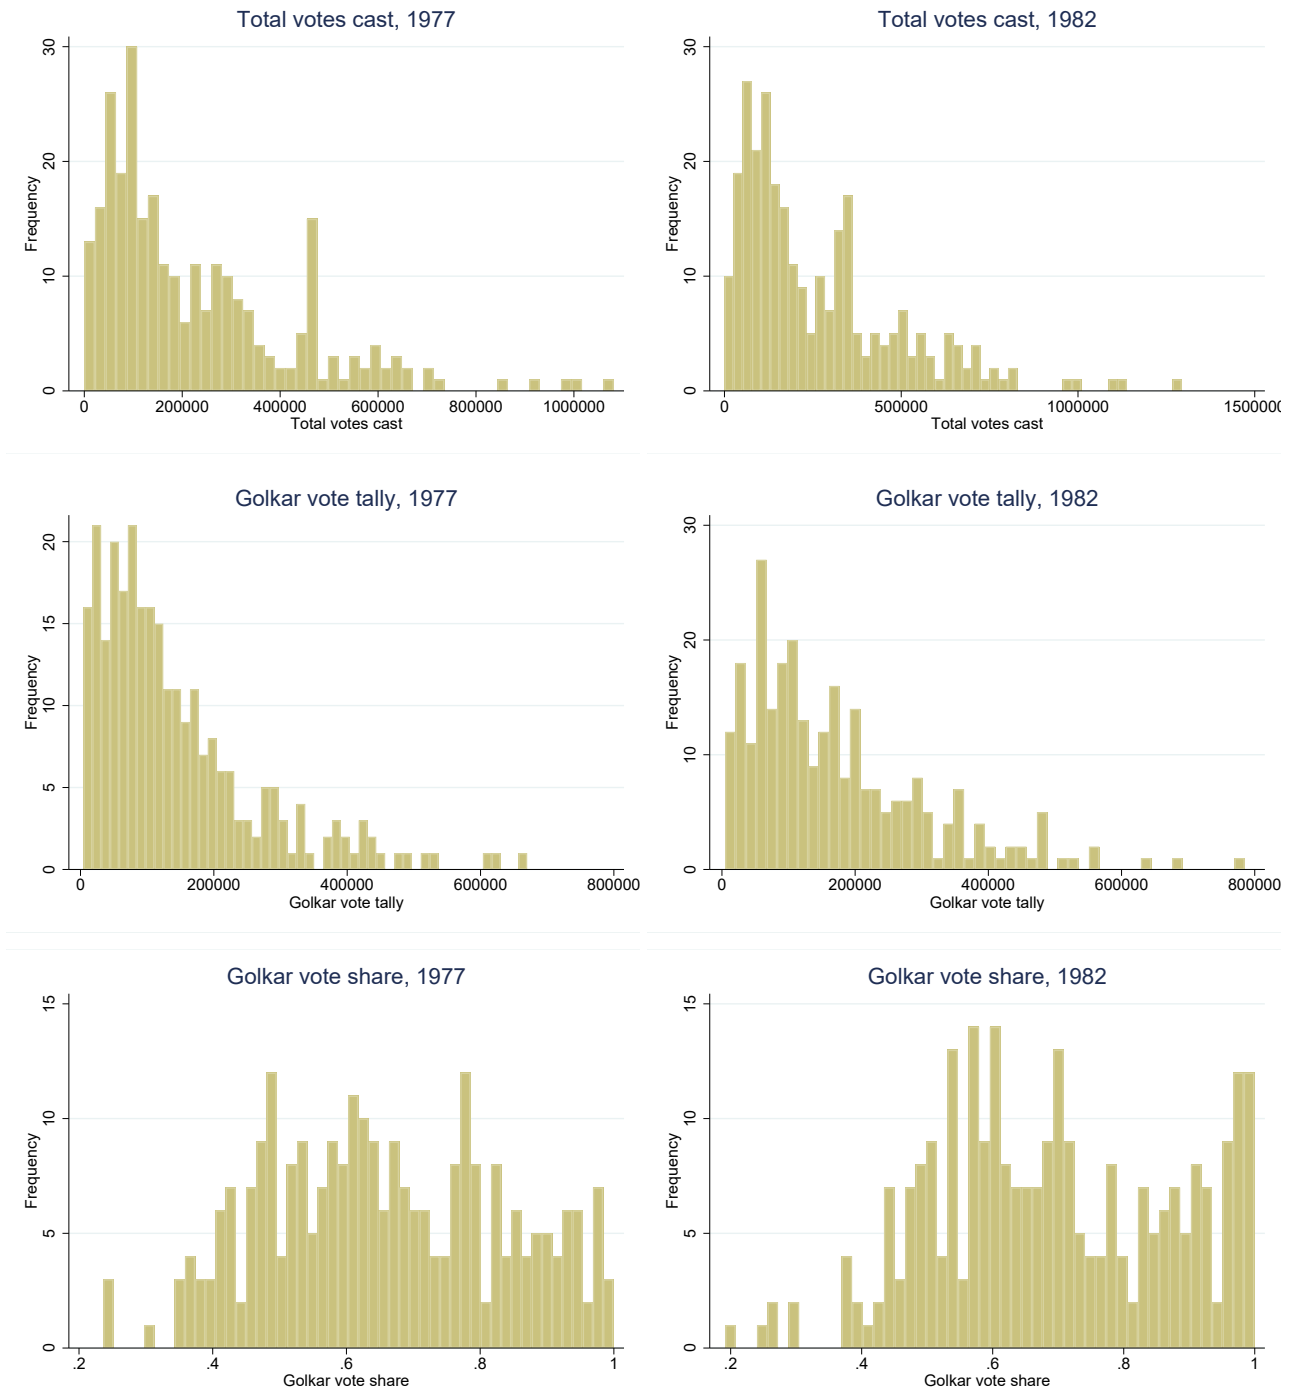 Total votes cast, 1977
Frequency
30
20
10
0
0 200000 400000 600000 800000 1000000
Total votes cast
Total votes cast, 1982
Frequency
30
20
10
0
0 500000 1000000 1500000
Total votes cast
Golkar vote tally, 1977
Frequency
20
15
10
5
0
0 200000 400000 600000 800000
Golkar vote tally
Golkar vote tally, 1982
Frequency
30
20
10
0
0 200000 400000 600000 800000
Golkar vote tally
Golkar vote share, 1977
Frequency
15
10
5
0
.2 .4 .6 .8 1
Golkar vote share
Golkar vote share, 1982
Frequency
15
10
5
0
.2 .4 .6 .8 1
Golkar vote share